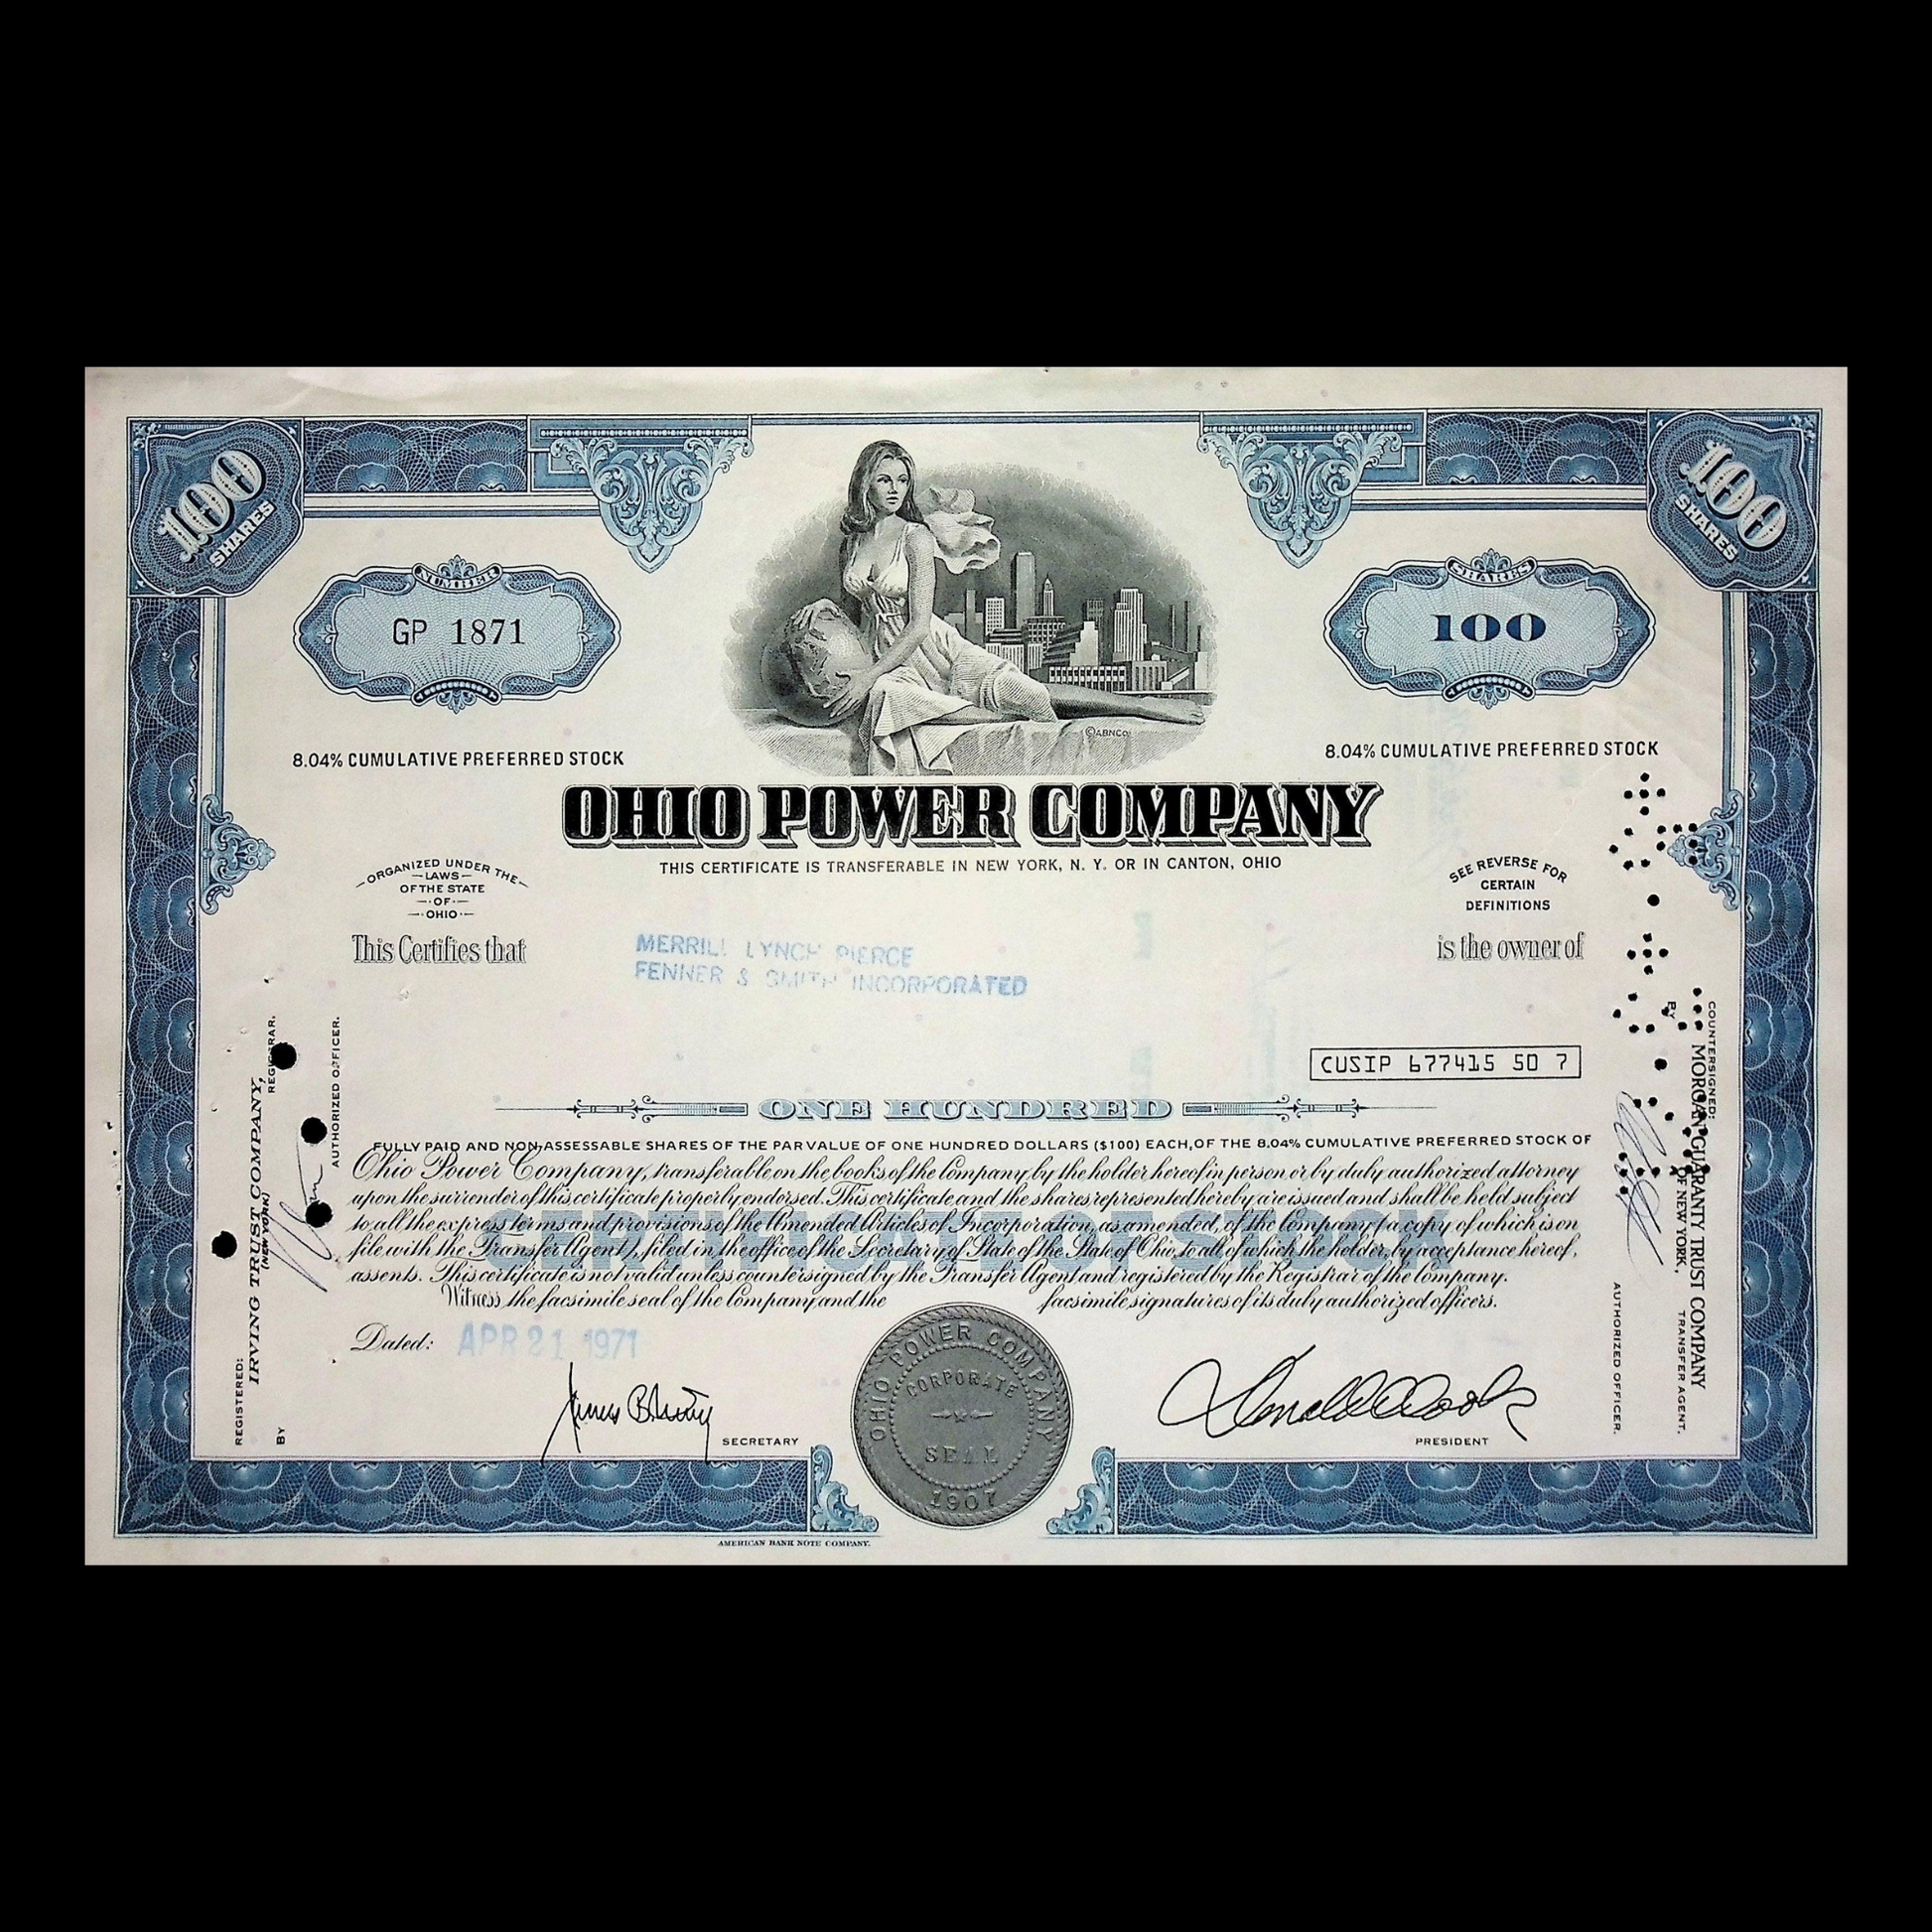 100 SHARES
100 SHARES
NUMBER
GP 1871
SHARES
100
©ABNCo
8.04% CUMULATIVE PREFERRED STOCK
8.04% CUMULATIVE PREFERRED STOCK
OHIO POWER COMPANY
THIS CERTIFICATE IS TRANSFERABLE IN NEW YORK, N. Y. OR IN CANTON, OHIO
ORGANIZED UNDER THE
LAWS
OF THE STATE
OF
OHIO
SEE REVERSE FOR
CERTAIN
DEFINITIONS
This Certifies that
MERRILL LYNCH PIERCE
FENNER & SMITH INCORPORATED
is the owner of
CUSIP 677415 50 7
ONE HUNDRED
FULLY PAID AND NON-ASSESSABLE SHARES OF THE PAR VALUE OF ONE HUNDRED DOLLARS ($100) EACH, OF THE 8.04% CUMULATIVE PREFERRED STOCK OF
Ohio Power Company, transferable on the books of the Company by the holder hereof in person or by duly authorized attorney
upon the surrender of this certificate properly endorsed. This certificate and the shares represented hereby are issued and shall be held subject
to all the express terms and provisions of the Amended Articles of Incorporation, as amended, of the Company (a copy of which is on
file with the Transfer Agent), filed in the office of the Secretary of State of the State of Ohio, to all of which the holder, by acceptance hereof,
assents. This certificate is not valid unless countersigned by the Transfer Agent and registered by the Registrar of the Company.
CERTIFICATE OF STOCK
Witness the facsimile seal of the Company and the facsimile signatures of its duly authorized officers.
Dated: APR 21 1971
SECRETARY
OHIO POWER COMPANY
CORPORATE
SEAL
1907
PRESIDENT
REGISTERED:
IRVING TRUST COMPANY,
(NEW YORK)
REGISTRAR.
BY
AUTHORIZED OFFICER.
COUNTERSIGNED:
MORGAN GUARANTY TRUST COMPANY
OF NEW YORK,
TRANSFER AGENT.
BY
AUTHORIZED OFFICER.
AMERICAN BANK NOTE COMPANY.